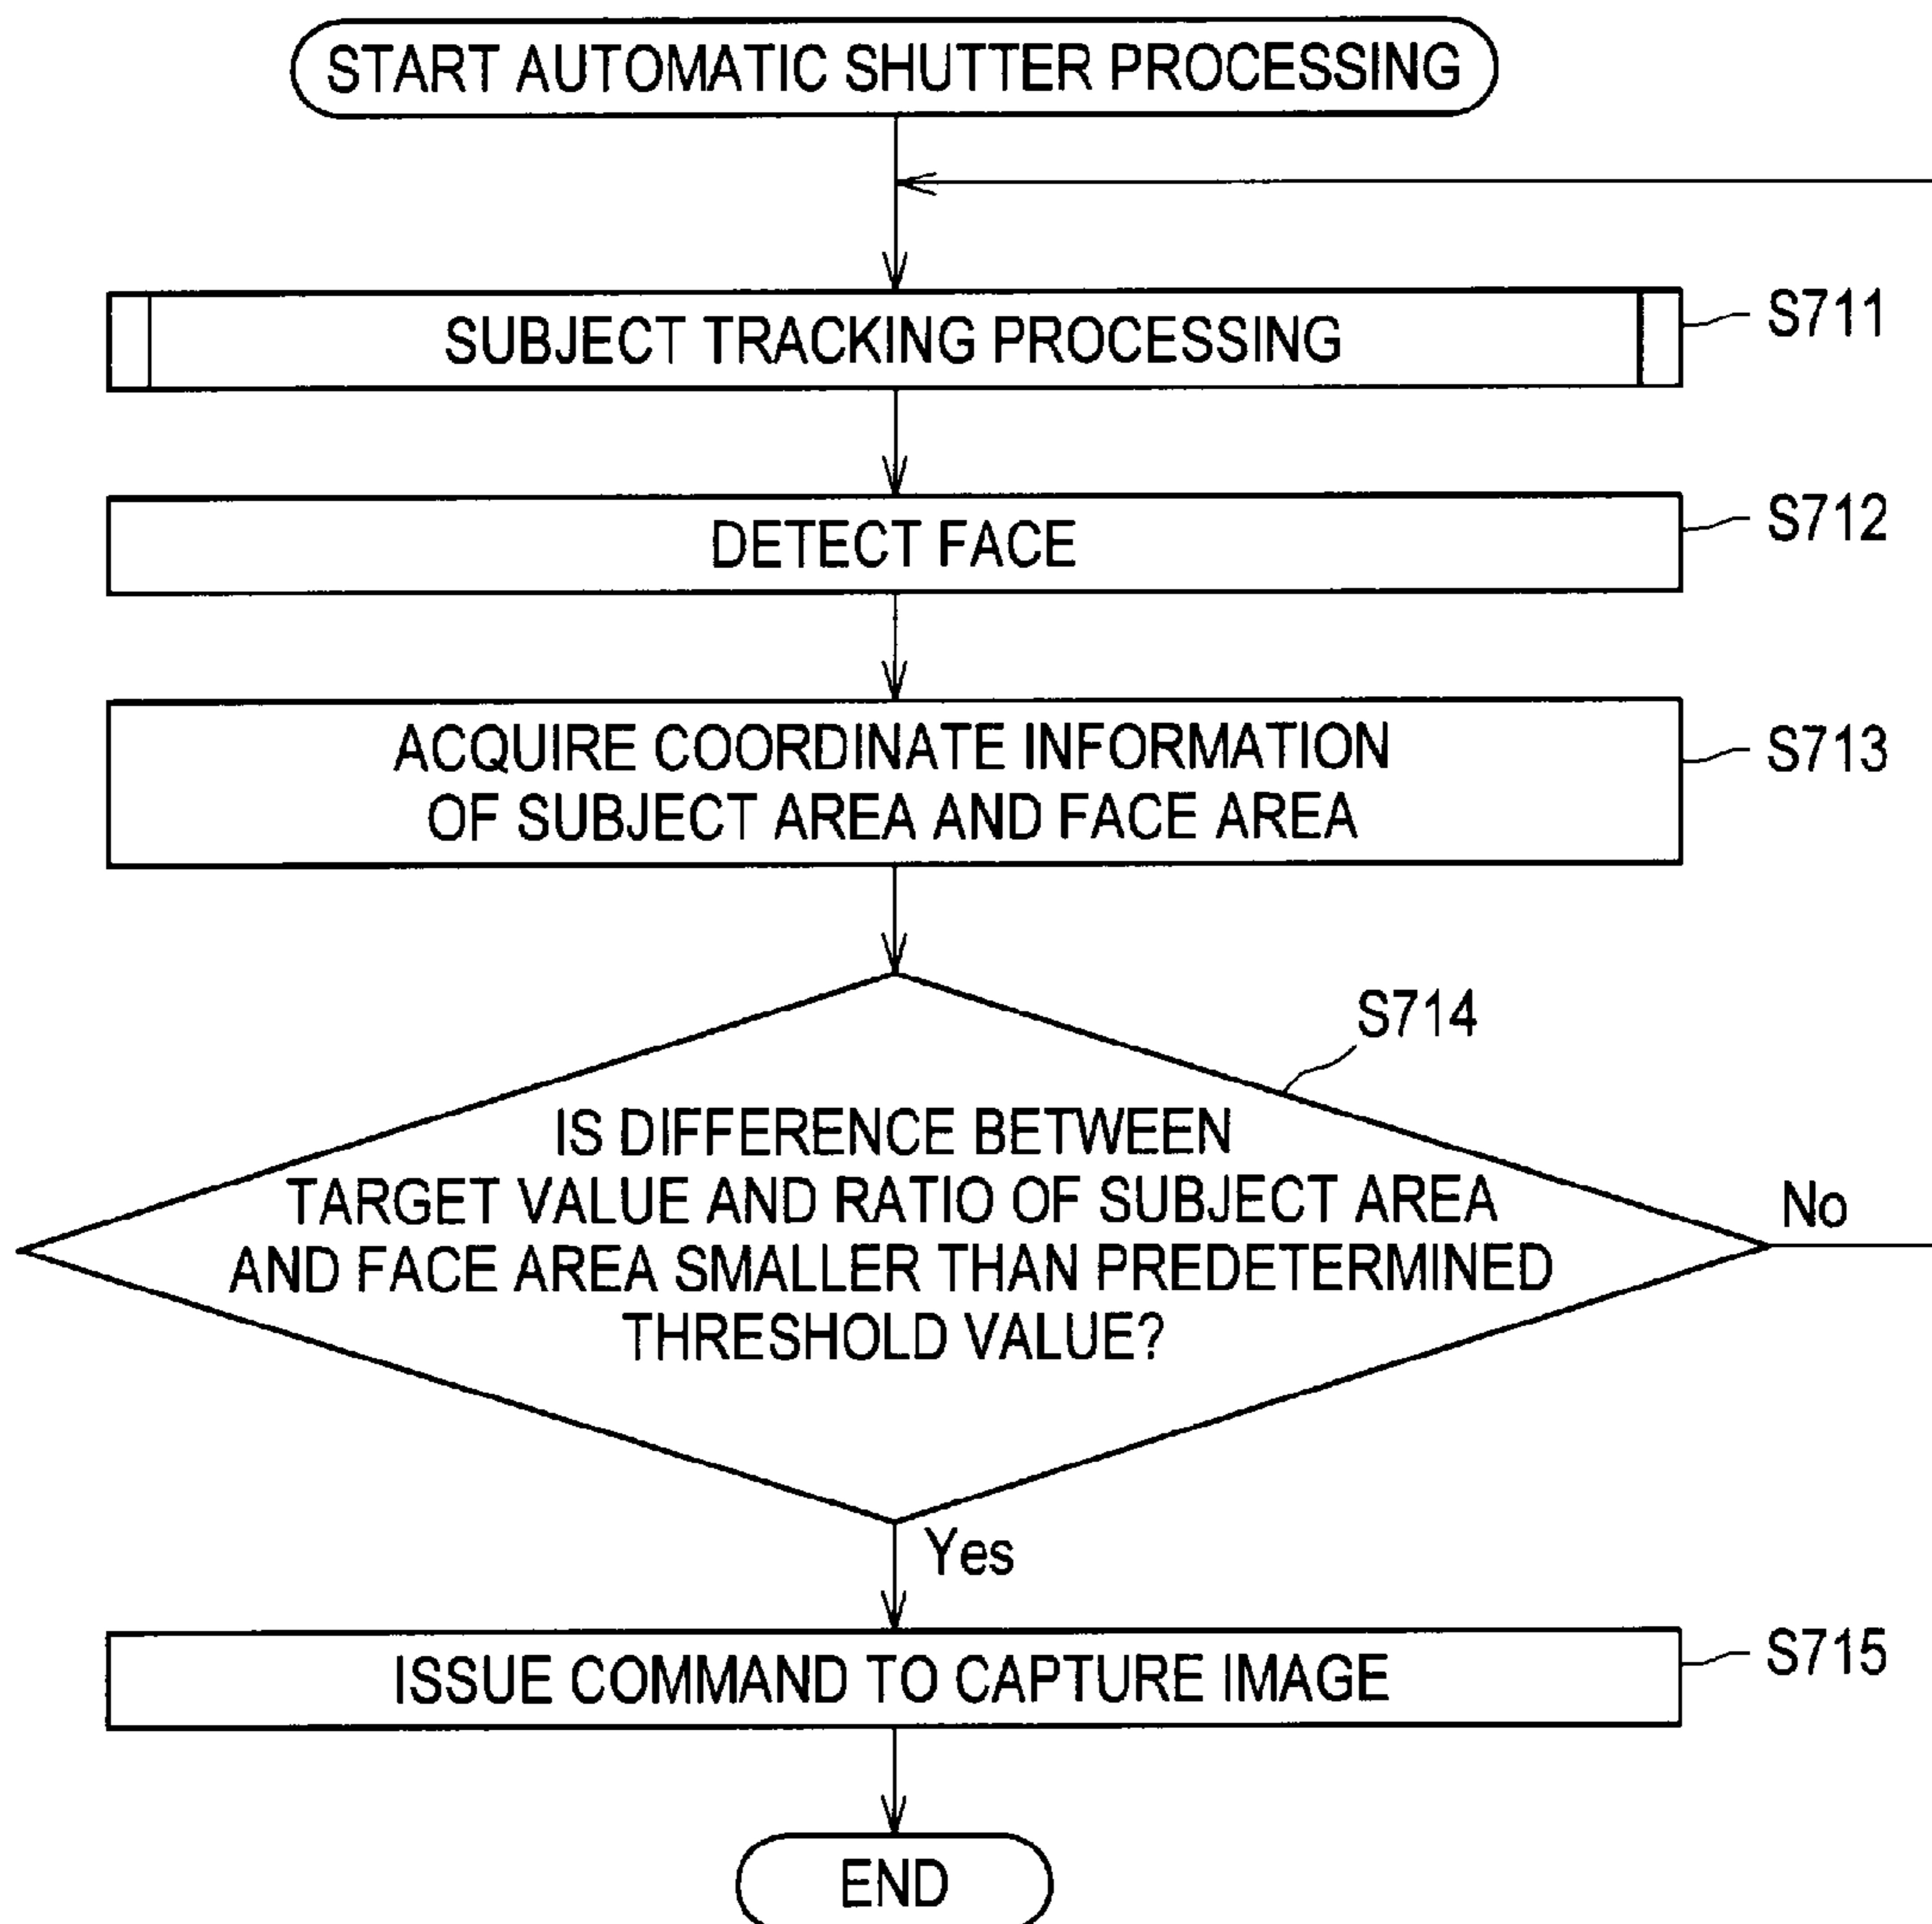 START AUTOMATIC SHUTTER PROCESSING
SUBJECT TRACKING PROCESSING
S711
DETECT FACE
S712
ACQUIRE COORDINATE INFORMATION
OF SUBJECT AREA AND FACE AREA
S713
S714
IS DIFFERENCE BETWEEN
TARGET VALUE AND RATIO OF SUBJECT AREA
AND FACE AREA SMALLER THAN PREDETERMINED
THRESHOLD VALUE?
No
Yes
ISSUE COMMAND TO CAPTURE IMAGE
S715
END